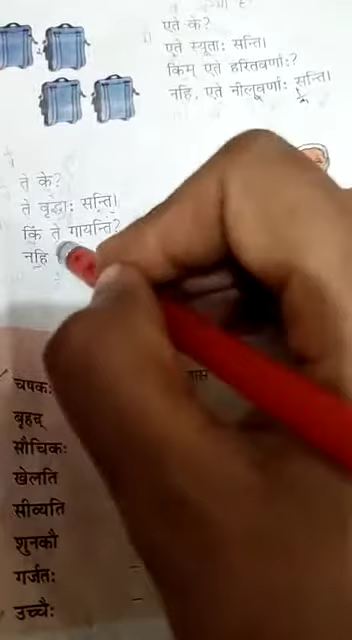 एते के?
एते स्यूताः सन्ति।
किम् एते हरितवर्णाः?
नहि, एते नीलवर्णाः सन्ति।
ते के?
ते वृद्धाः सन्ति।
किं ते गायन्ति?
नहि
चषकः
बृहद्
सौचिकः
खेलति
सीव्यति
शुनकौ
गर्जतः
उच्चैः